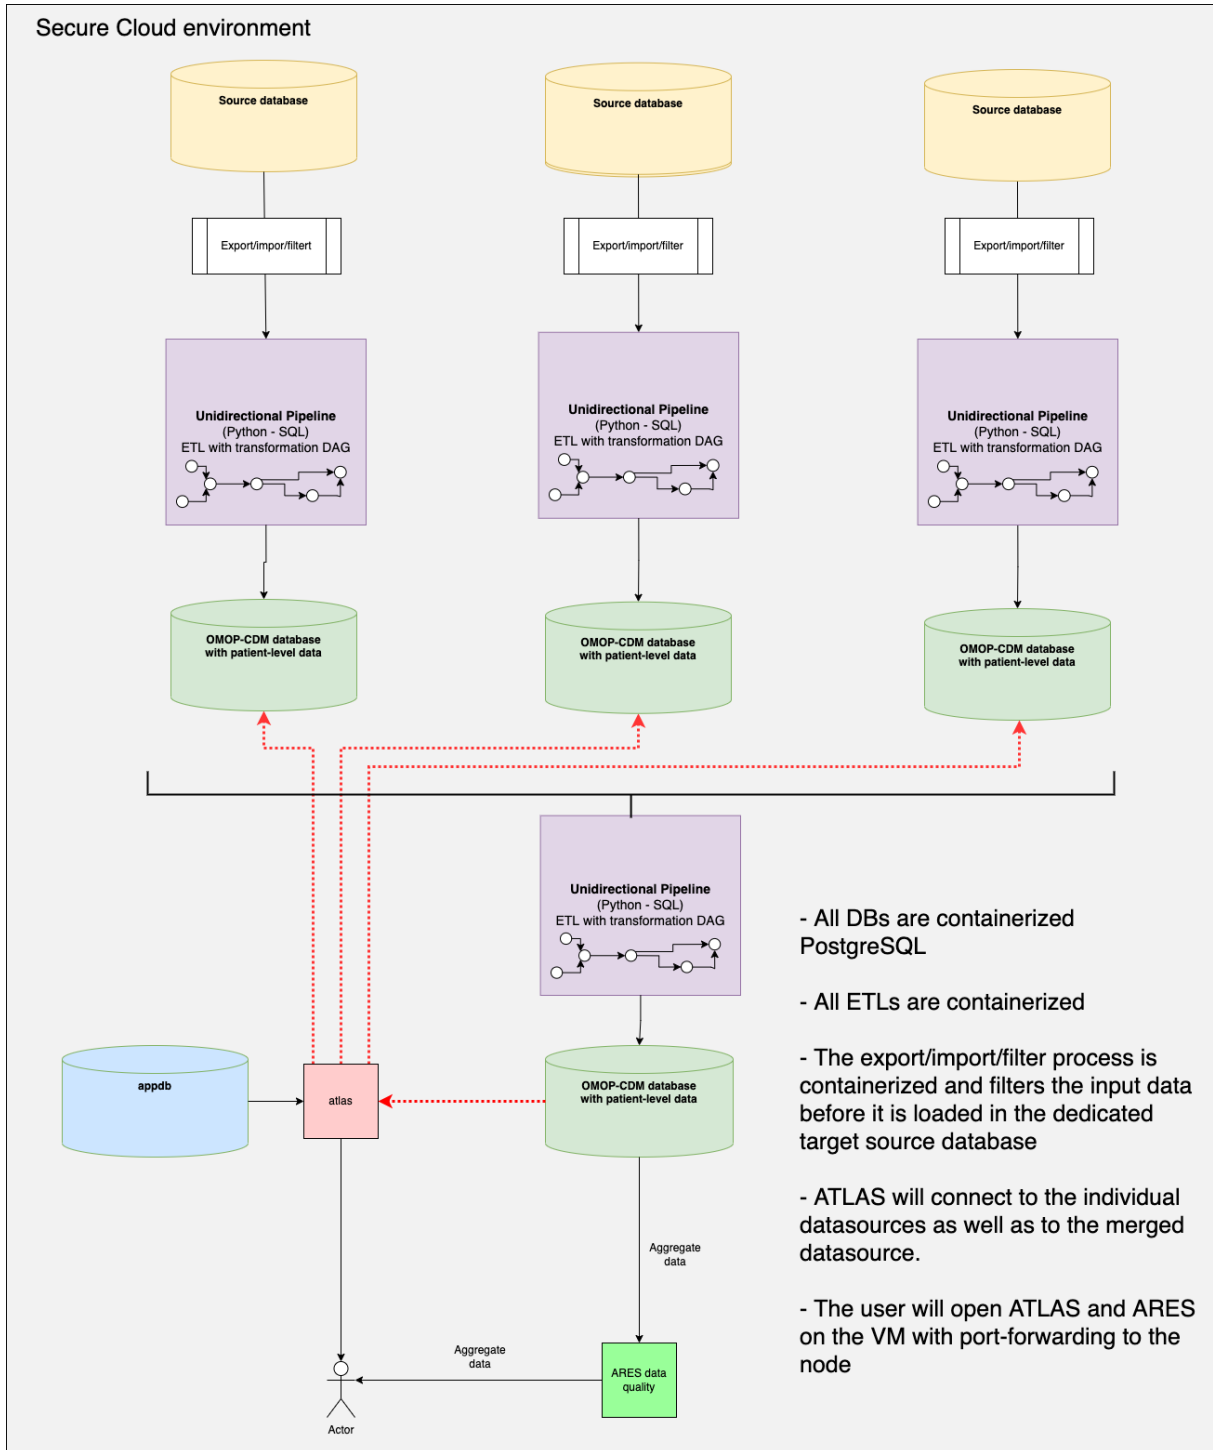 Secure Cloud environment
Source database
Source database
Source database
Export/impor/filtert
Export/import/filter
Export/import/filter
Unidirectional Pipeline
(Python - SQL)
ETL with transformation DAG
Unidirectional Pipeline
(Python - SQL)
ETL with transformation DAG
Unidirectional Pipeline
(Python - SQL)
ETL with transformation DAG
OMOP-CDM database
with patient-level data
OMOP-CDM database
with patient-level data
OMOP-CDM database
with patient-level data
Unidirectional Pipeline
(Python - SQL)
ETL with transformation DAG
appdb
atlas
OMOP-CDM database
with patient-level data
Aggregate
data
Aggregate
data
ARES data
quality
Actor
- All DBs are containerized
PostgreSQL
- All ETLs are containerized
- The export/import/filter process is
containerized and filters the input data
before it is loaded in the dedicated
target source database
- ATLAS will connect to the individual
datasources as well as to the merged
datasource.
- The user will open ATLAS and ARES
on the VM with port-forwarding to the
node